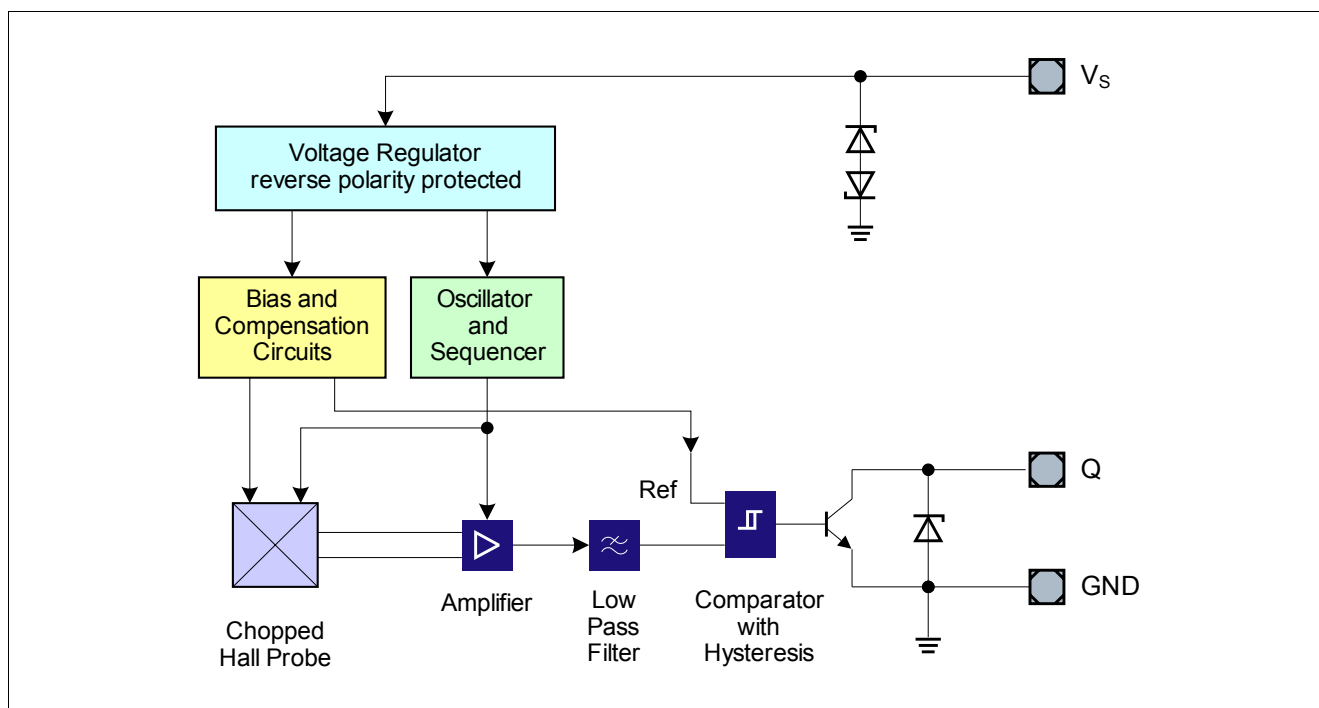 V_S
Voltage Regulator
reverse polarity protected
Bias and
Compensation
Circuits
Oscillator
and
Sequencer
Ref
Q
GND
Amplifier
Low
Pass
Filter
Comparator
with
Hysteresis
Chopped
Hall Probe